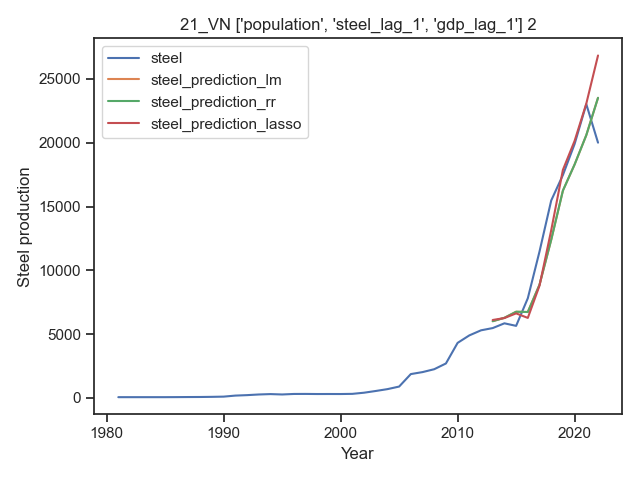 21_VN ['population', 'steel_lag_1', 'gdp_lag_1'] 2
steel
steel_prediction_lm
steel_prediction_rr
steel_prediction_lasso
Steel production
25000
20000
15000
10000
5000
0
1980
1990
2000
2010
2020
Year